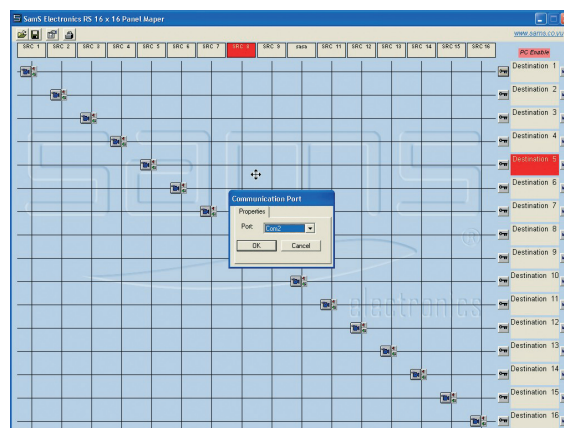 SamS Electronics RS 16 x 16 Panel Maper
www.sams.co.yu
SRC 1 SRC 2 SRC 3 SRC 4 SRC 5 SRC 6 SRC 7 SRC 8 SRC 9 sasa SRC 11 SRC 12 SRC 13 SRC 14 SRC 15 SRC 16
PC Enable
Destination 1
Destination 2
Destination 3
Destination 4
Destination 5
Destination 6
Destination 7
Destination 8
Destination 9
Destination 10
Destination 11
Destination 12
Destination 13
Destination 14
Destination 15
Destination 16
sams
®
electronics
Communication Port
Properties
Port: Com2
OK Cancel